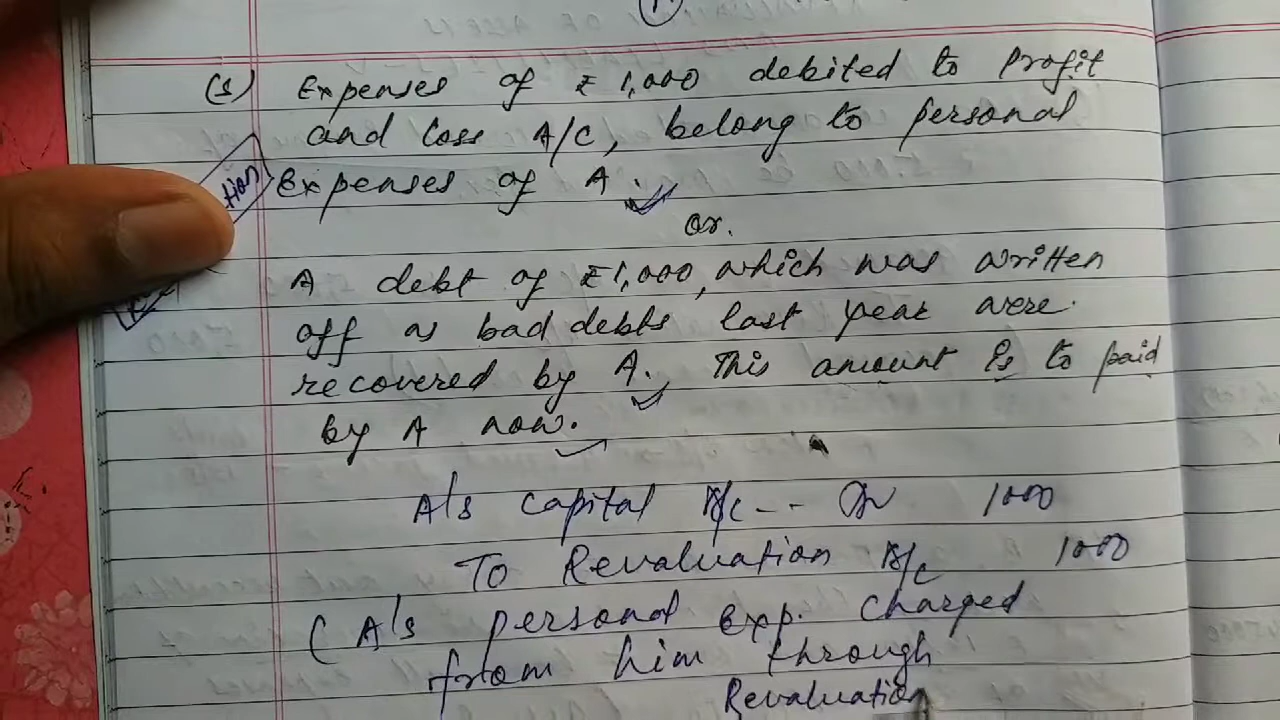 (8) Expenses of ₹1,000 debited to Profit
and Loss A/C, belong to personal
Expenses of A.
or.
A debt of ₹1,000, which was written
off as bad debts last year were
recovered by A. This amount is to paid
by A now.
A's capital A/c -- Dr 1000
To Revaluation A/c 1000
( A's personal exp. charged
from him through
Revaluation